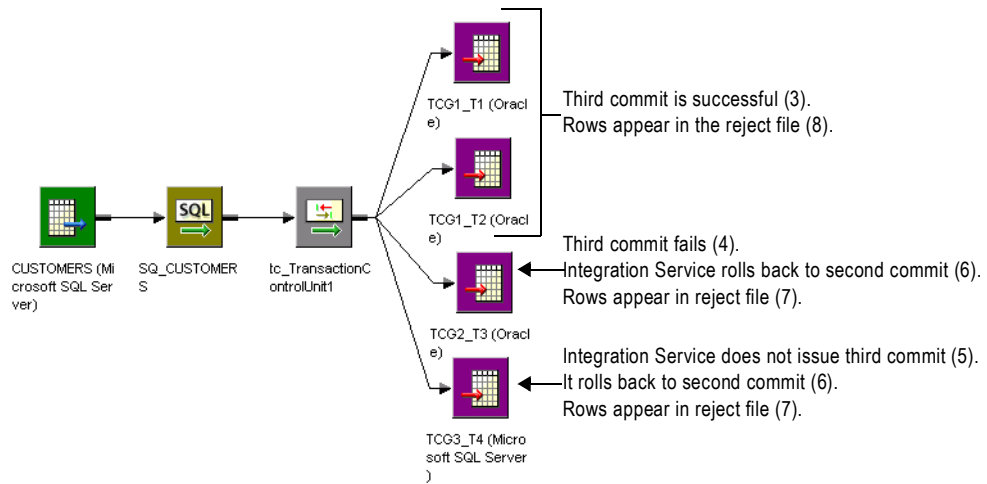 TCG1_T1 (Oracl
e)
Third commit is successful (3).
Rows appear in the reject file (8).
SQL
TCG1_T2 (Oracl
e)
CUSTOMERS (Mi
crosoft SQL Ser
ver)
SQ_CUSTOMER
S
tc_TransactionC
ontrolUnit1
Third commit fails (4).
Integration Service rolls back to second commit (6).
Rows appear in reject file (7).
TCG2_T3 (Oracl
e)
Integration Service does not issue third commit (5).
It rolls back to second commit (6).
Rows appear in reject file (7).
TCG3_T4 (Micro
soft SQL Server
)